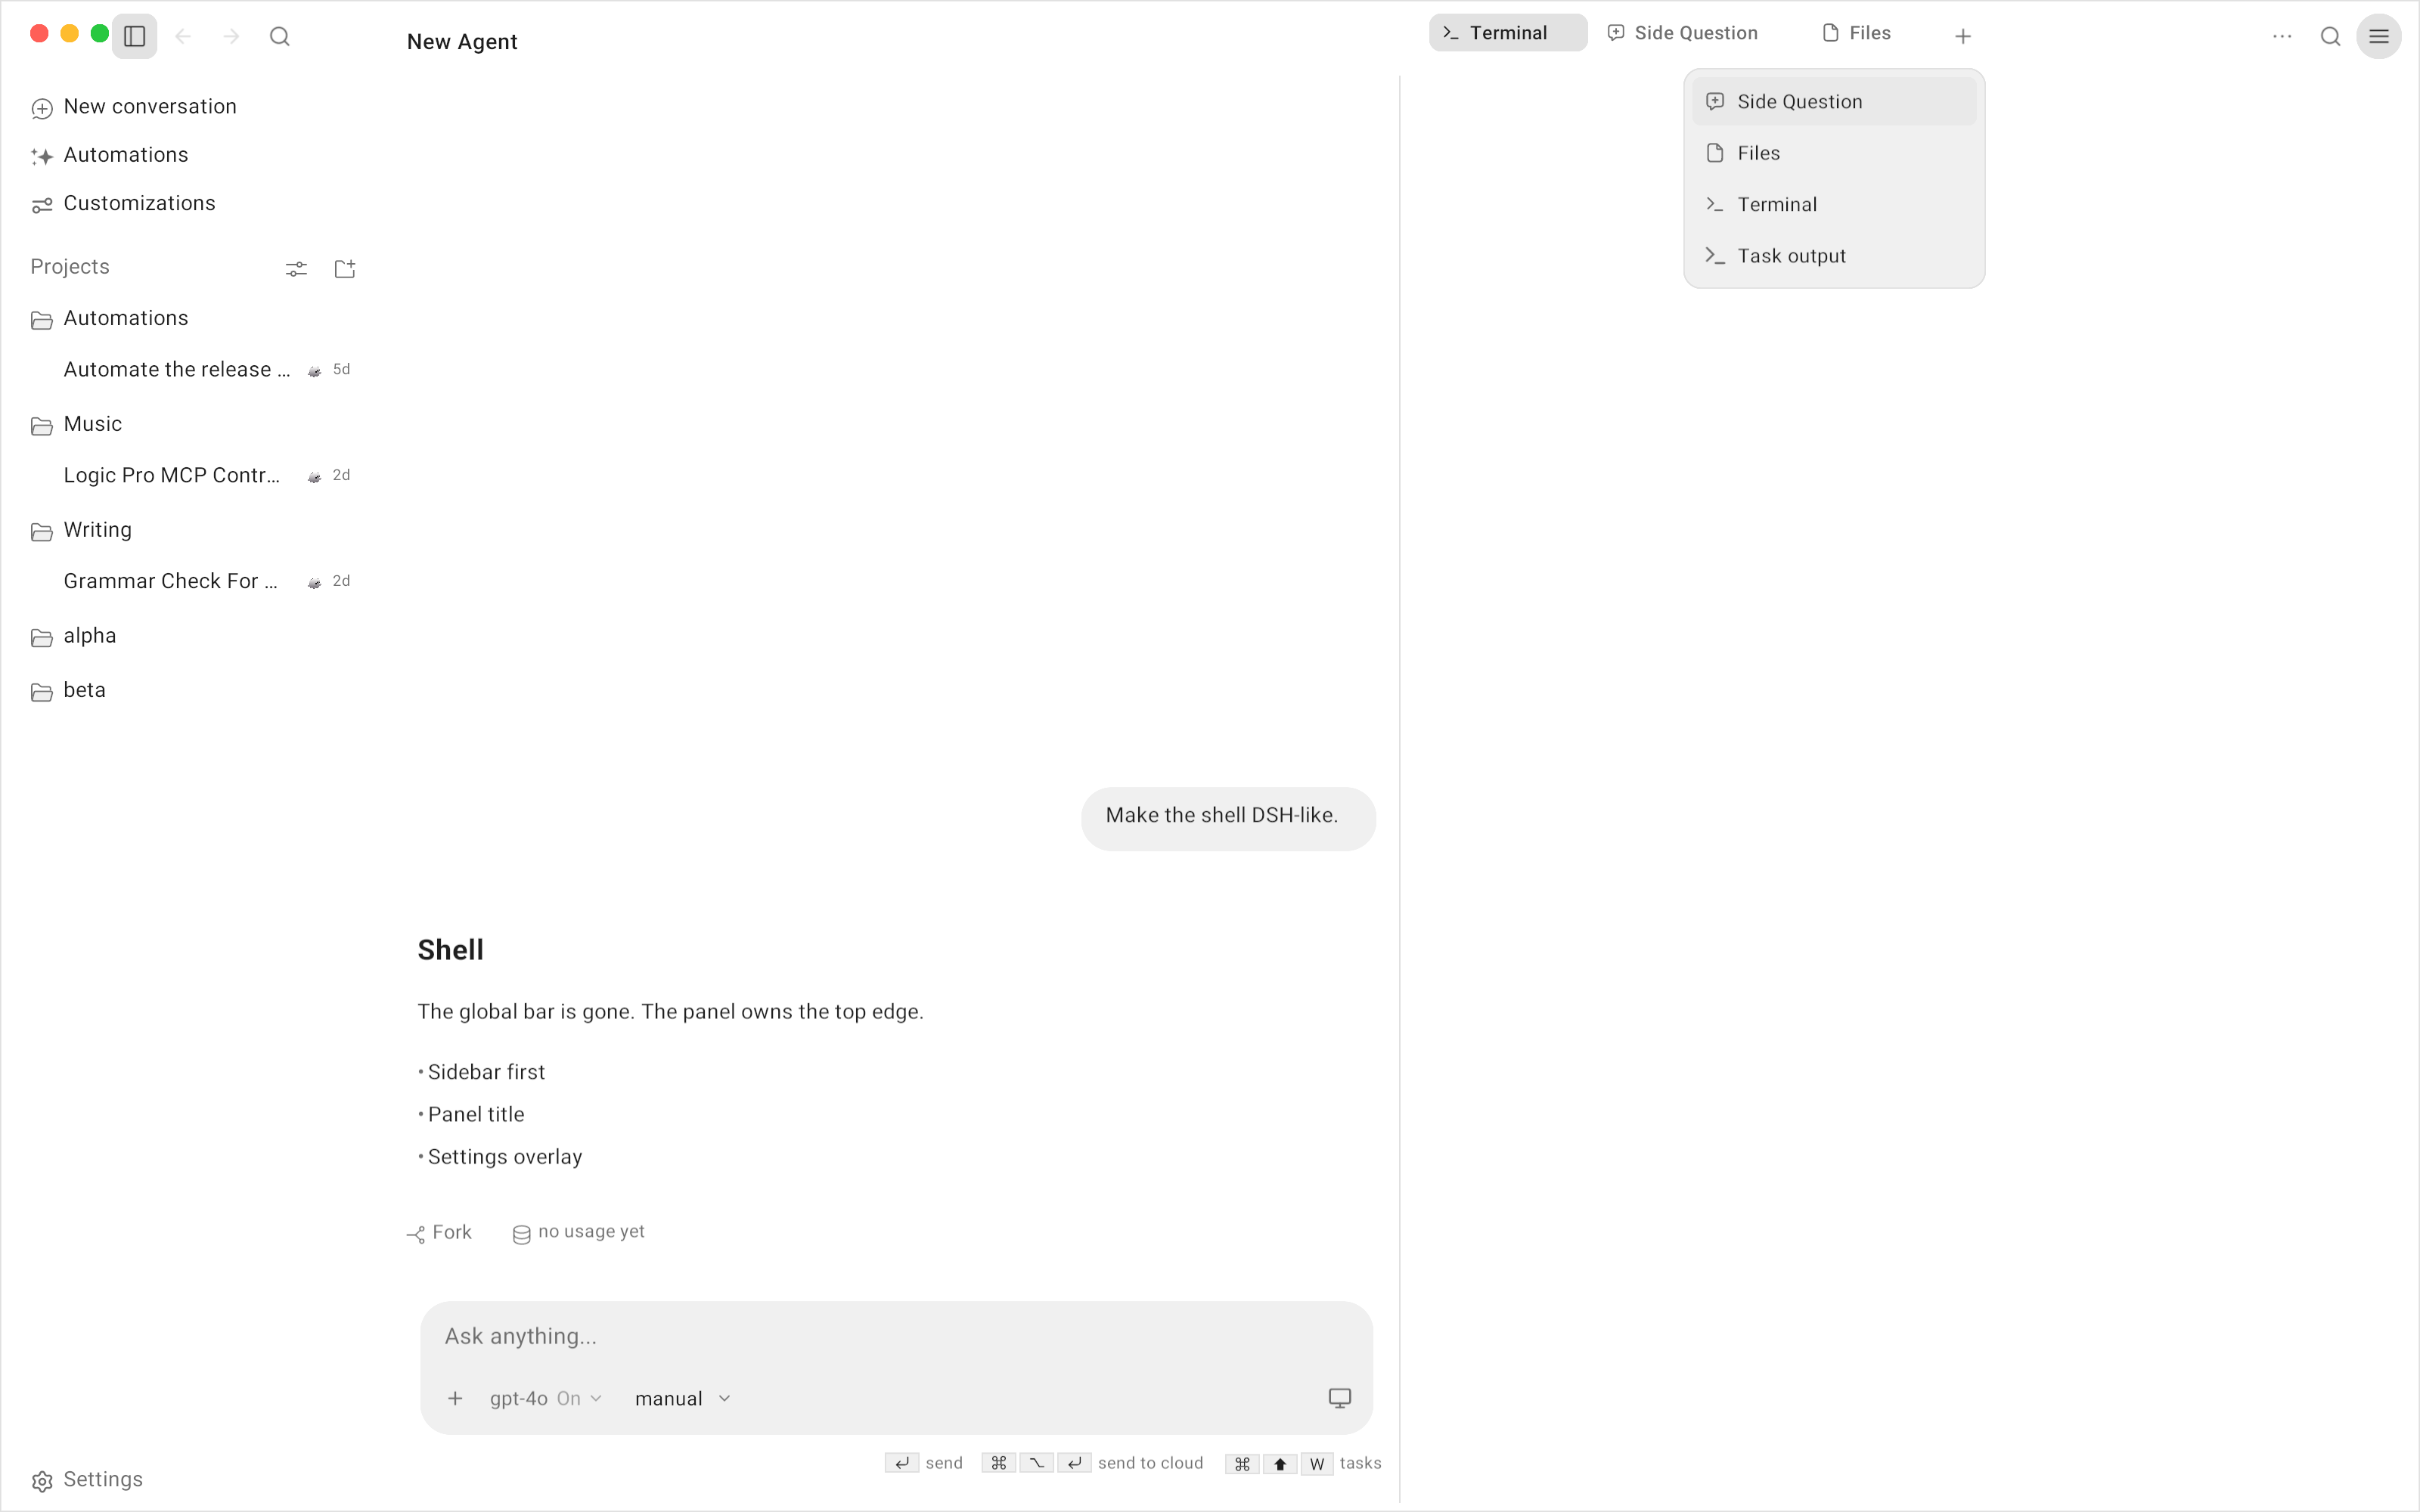 New Agent
Terminal
Side Question
Files
New conversation
Automations
Customizations
Projects
Automations
Automate the release ...
5d
Music
Logic Pro MCP Contr...
2d
Writing
Grammar Check For ...
2d
alpha
beta
Settings
Side Question
Files
Terminal
Task output
Make the shell DSH-like.
Shell
The global bar is gone. The panel owns the top edge.
• Sidebar first
• Panel title
• Settings overlay
Fork
no usage yet
Ask anything...
gpt-4o On
manual
↵ send ⌘ ⌥ ↵ send to cloud ⌘ ⬆ W tasks